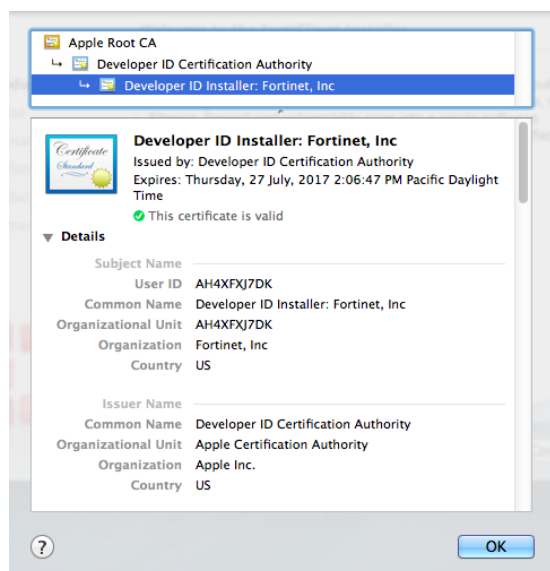 Apple Root CA
Developer ID Certification Authority
Developer ID Installer: Fortinet, Inc
Certificate
Standard
Developer ID Installer: Fortinet, Inc
Issued by: Developer ID Certification Authority
Expires: Thursday, 27 July, 2017 2:06:47 PM Pacific Daylight
Time
This certificate is valid
Details
Subject Name
User ID AH4XFXJ7DK
Common Name Developer ID Installer: Fortinet, Inc
Organizational Unit AH4XFXJ7DK
Organization Fortinet, Inc
Country US
Issuer Name
Common Name Developer ID Certification Authority
Organizational Unit Apple Certification Authority
Organization Apple Inc.
Country US
?
OK